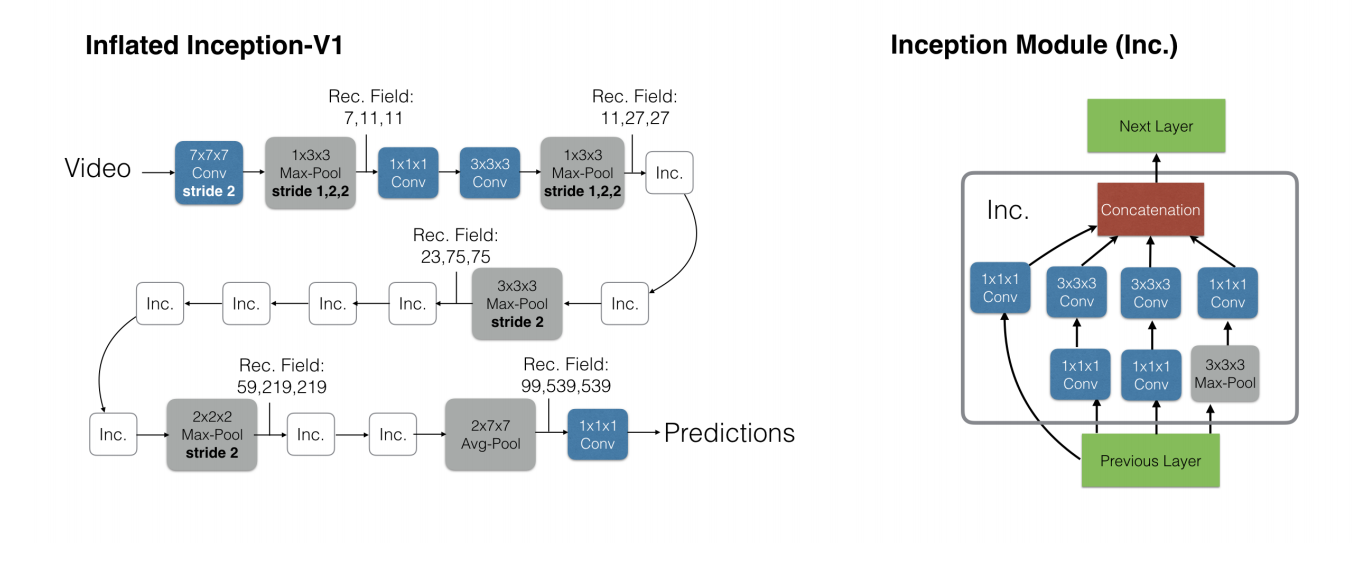 Inflated Inception-V1
Rec. Field:
7,11,11
Rec. Field:
11,27,27
Video
7x7x7
Conv
stride 2
1x3x3
Max-Pool
stride 1,2,2
1x1x1
Conv
3x3x3
Conv
1x3x3
Max-Pool
stride 1,2,2
Inc.
Rec. Field:
23,75,75
Inc.
Inc.
Inc.
Inc.
3x3x3
Max-Pool
stride 2
Inc.
Rec. Field:
59,219,219
Rec. Field:
99,539,539
Inc.
2x2x2
Max-Pool
stride 2
Inc.
Inc.
2x7x7
Avg-Pool
1x1x1
Conv
Predictions
Inception Module (Inc.)
Next Layer
Inc.
Concatenation
1x1x1
Conv
3x3x3
Conv
3x3x3
Conv
1x1x1
Conv
1x1x1
Conv
1x1x1
Conv
3x3x3
Max-Pool
Previous Layer